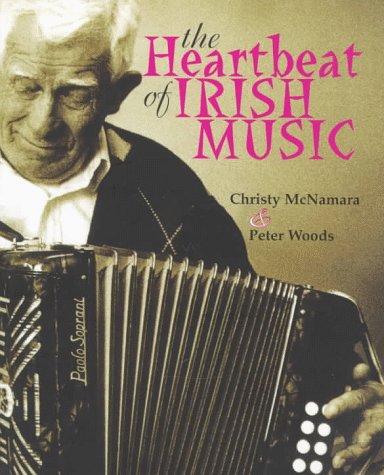 the
Heartbeat
of IRISH
MUSIC
Christy McNamara
&
Peter Woods
Paolo Soprani